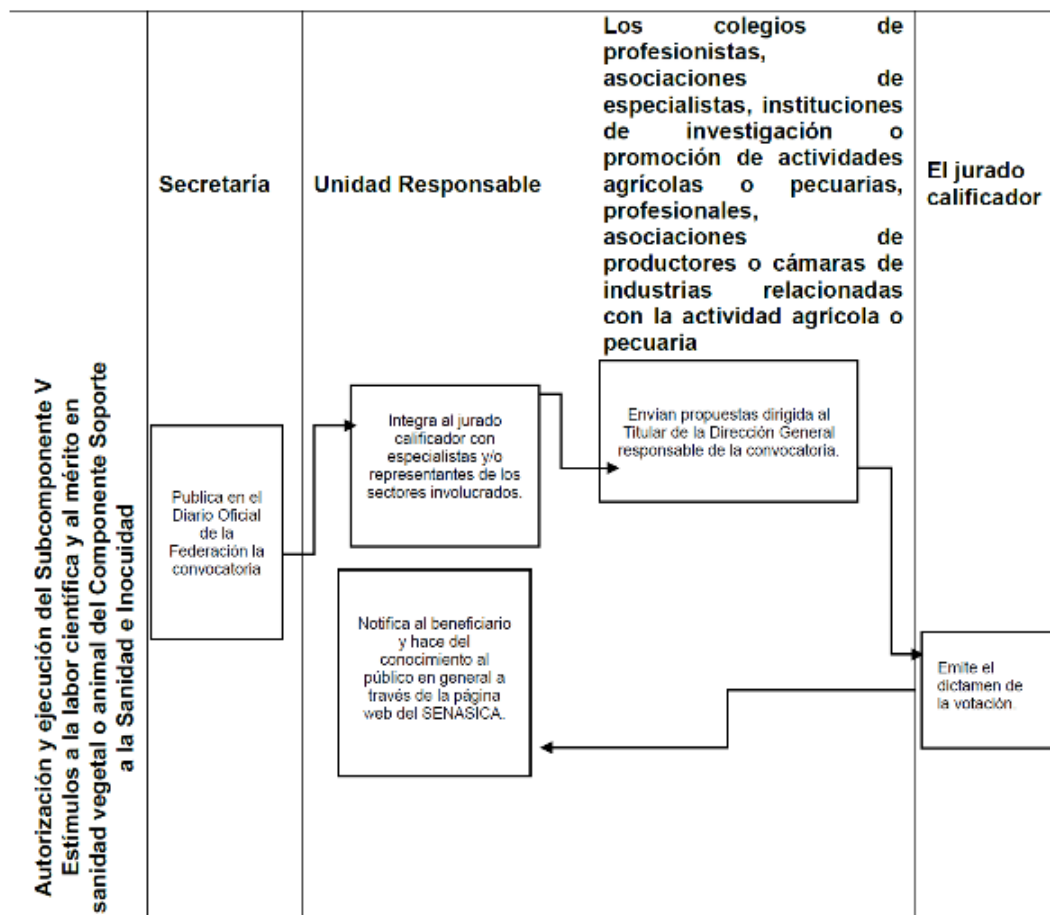 Autorización y ejecución del Subcomponente V
Estímulos a la labor científica y al mérito en
sanidad vegetal o animal del Componente Soporte
a la Sanidad e Inocuidad
Secretaría
Unidad Responsable
Los colegios de
profesionistas,
asociaciones de
especialistas, instituciones
de investigación o
promoción de actividades
agrícolas o pecuarias,
profesionales,
asociaciones de
productores o cámaras de
industrias relacionadas
con la actividad agrícola o
pecuaria
El jurado
calificador
Publica en el
Diario Oficial
de la
Federación la
convocatoria
Integra al jurado
calificador con
especialistas y/o
representantes de los
sectores involucrados.
Envían propuestas dirigida al
Titular de la Dirección General
responsable de la convocatoria.
Emite el
dictamen de
la votación.
Notifica al beneficiario
y hace del
conocimiento al
público en general a
través de la página
web del SENASICA.